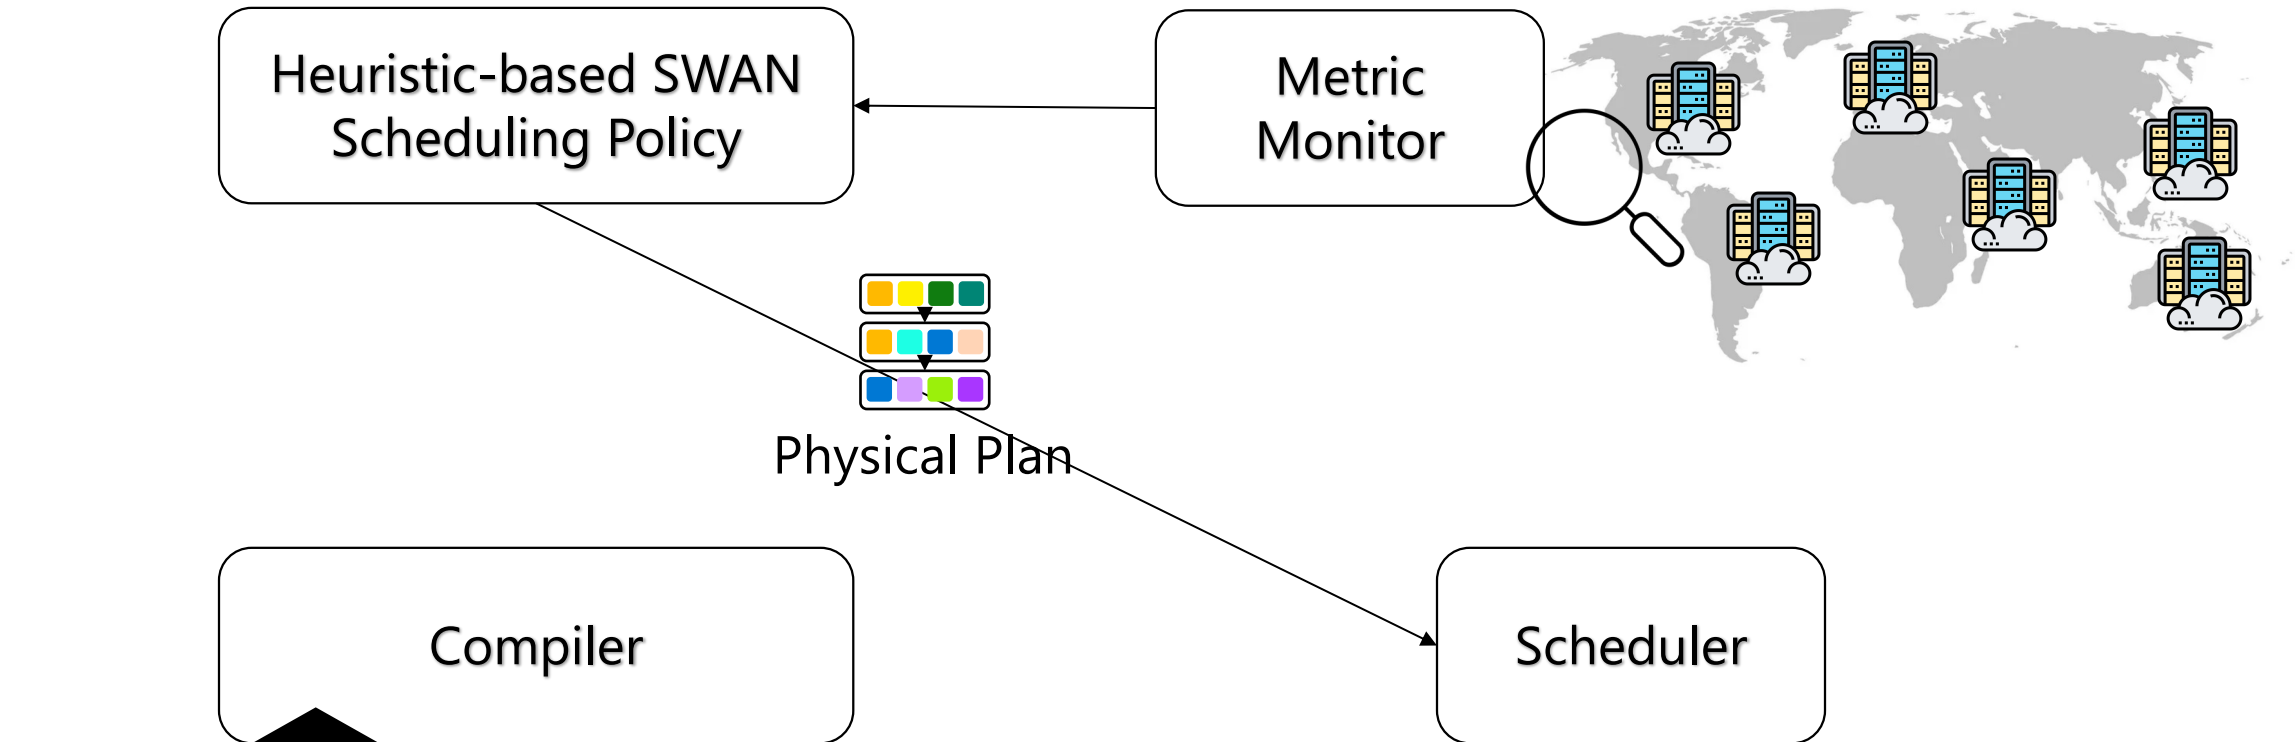 Heuristic-based SWAN
Scheduling Policy
Metric
Monitor
Physical Plan
Compiler
Scheduler